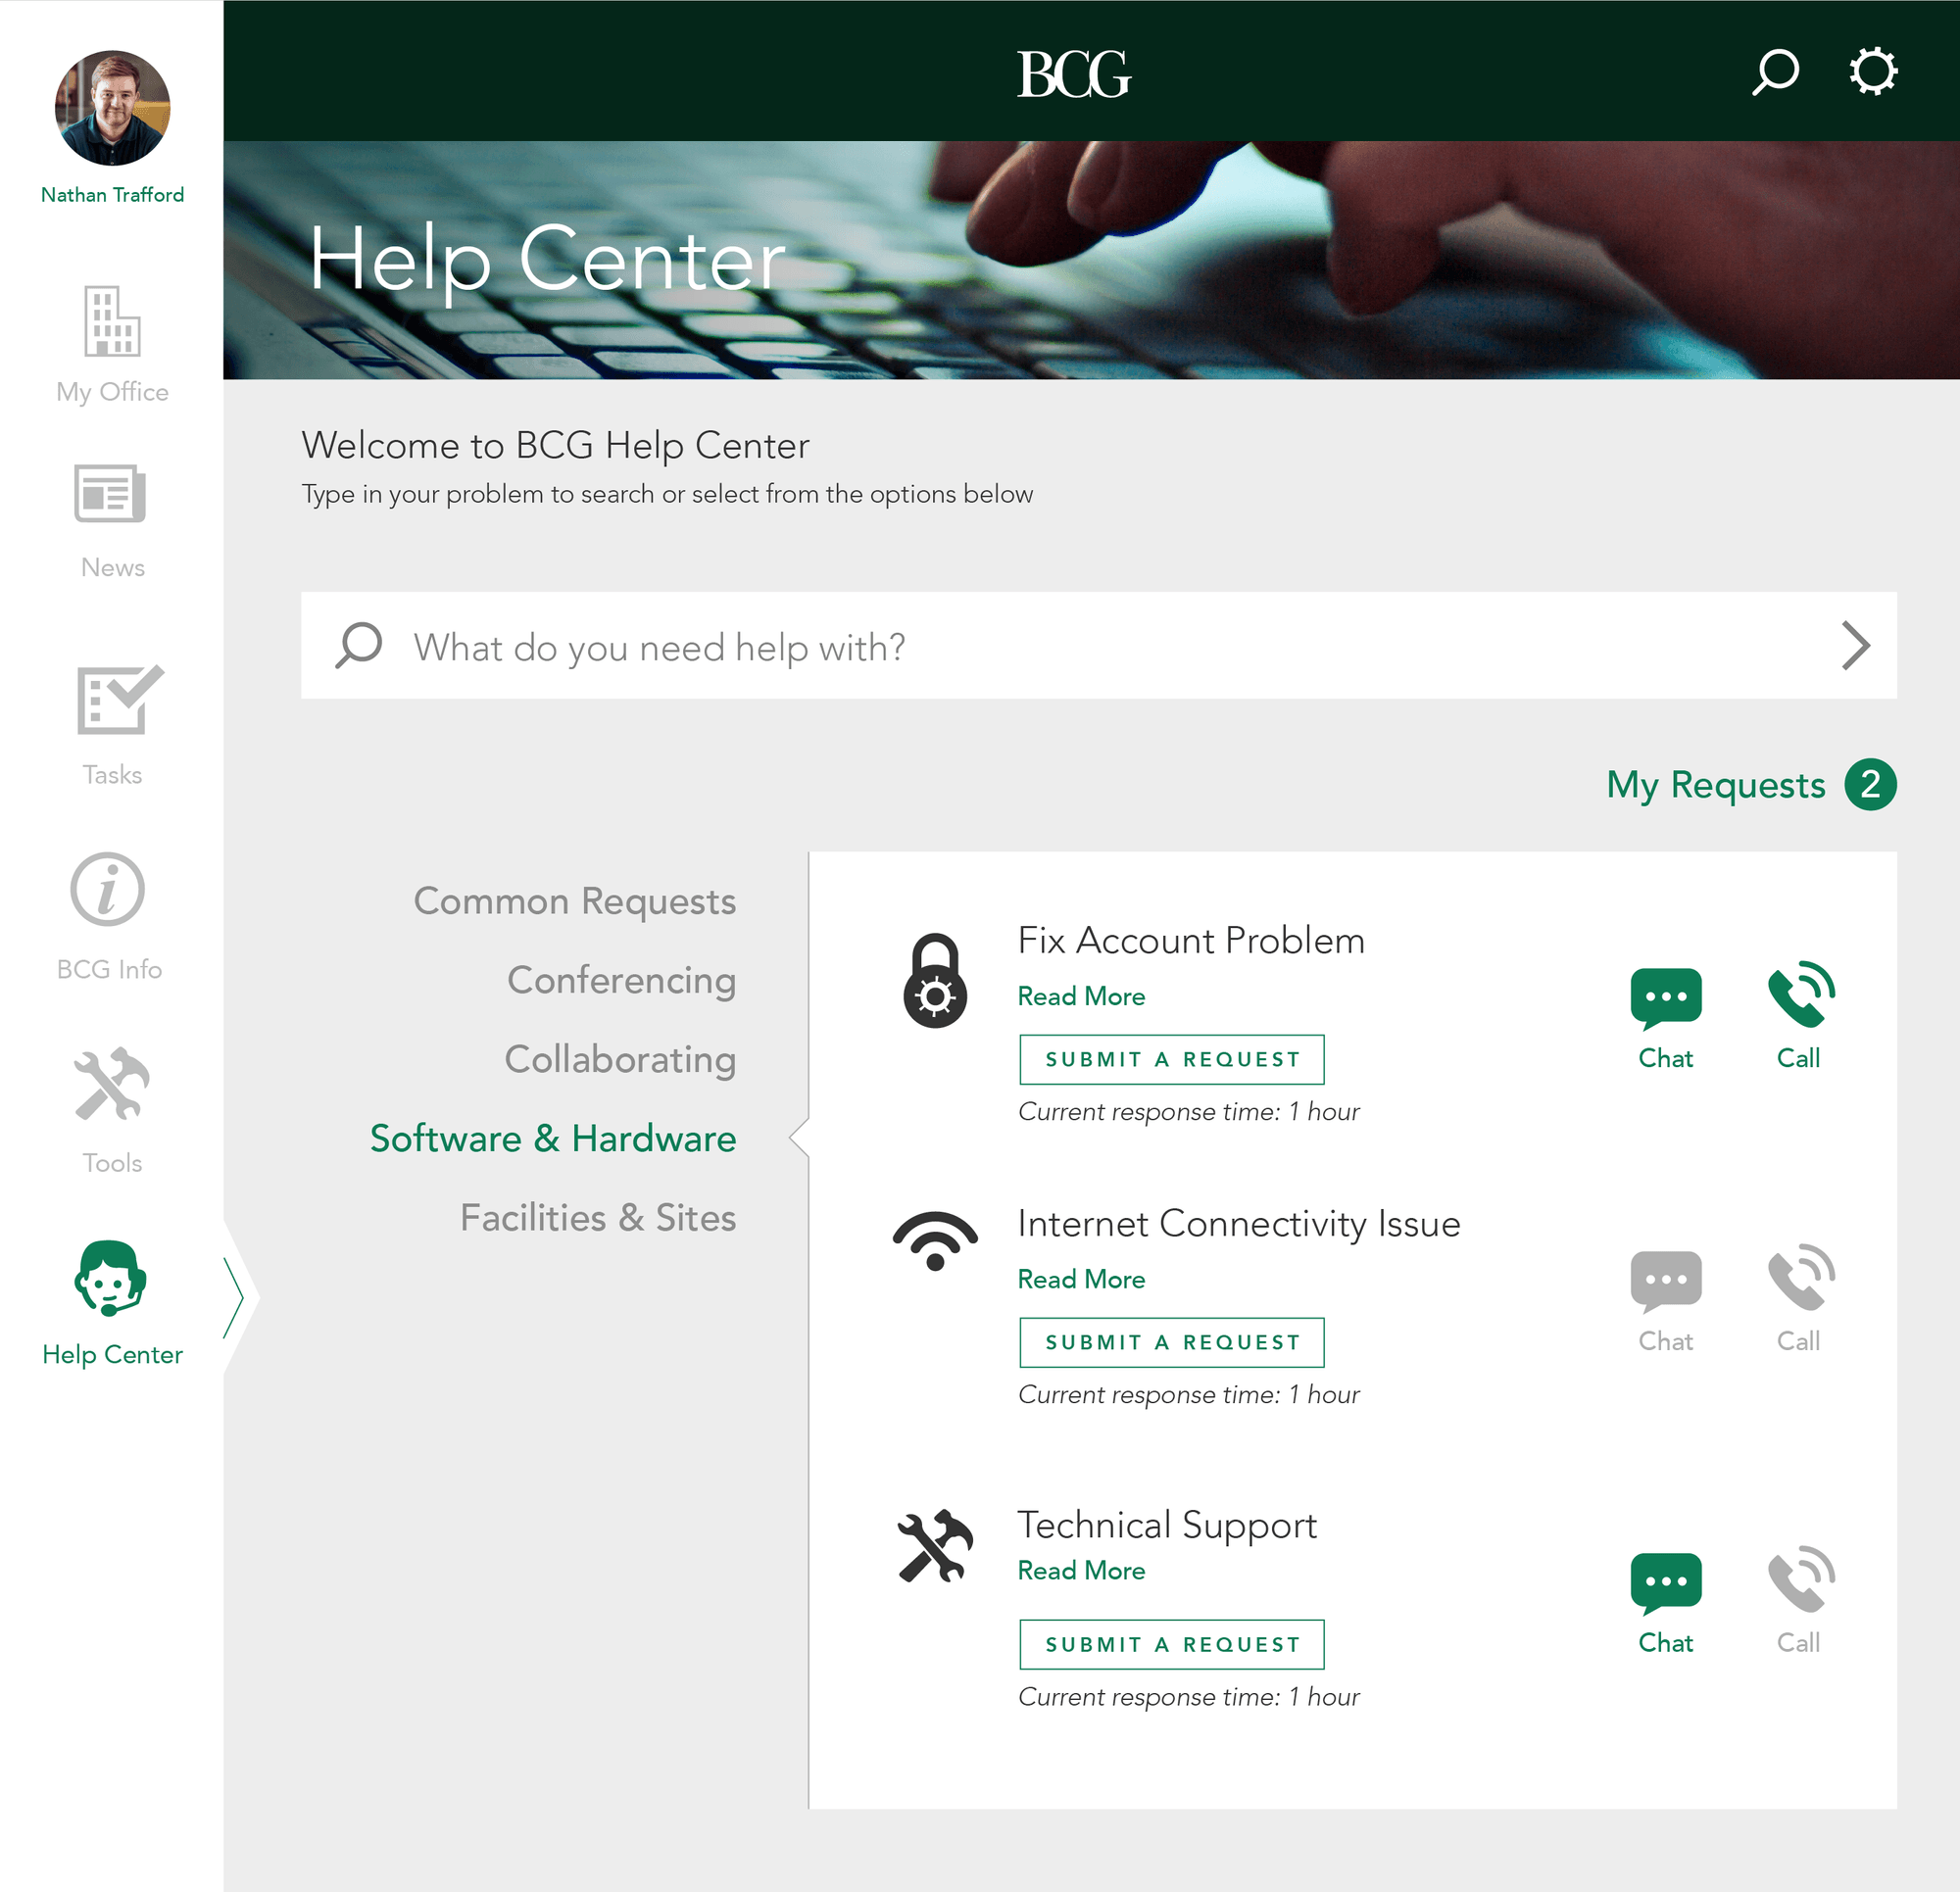 BCG
Nathan Trafford
Help Center
My Office
Welcome to BCG Help Center
Type in your problem to search or select from the options below
News
What do you need help with?
Tasks
My Requests 2
Common Requests
Conferencing
Collaborating
Software & Hardware
Facilities & Sites
Fix Account Problem
Read More
SUBMIT A REQUEST
Current response time: 1 hour
Chat
Call
Internet Connectivity Issue
Read More
SUBMIT A REQUEST
Current response time: 1 hour
Chat
Call
Technical Support
Read More
SUBMIT A REQUEST
Current response time: 1 hour
Chat
Call
BCG Info
Tools
Help Center